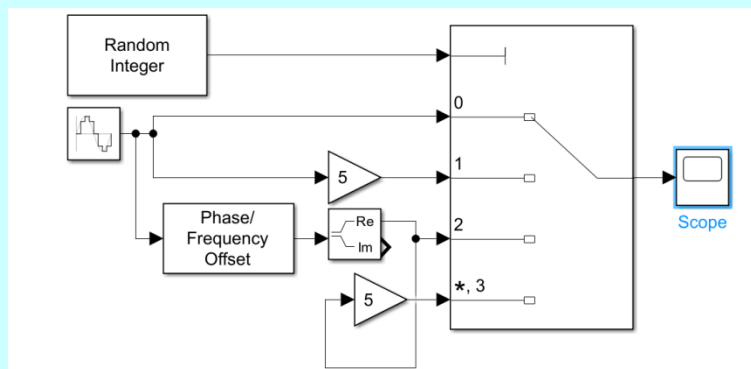 Random
Integer
0
5
1
Phase/
Frequency
Offset
Re
Im
2
5
*, 3
Scope